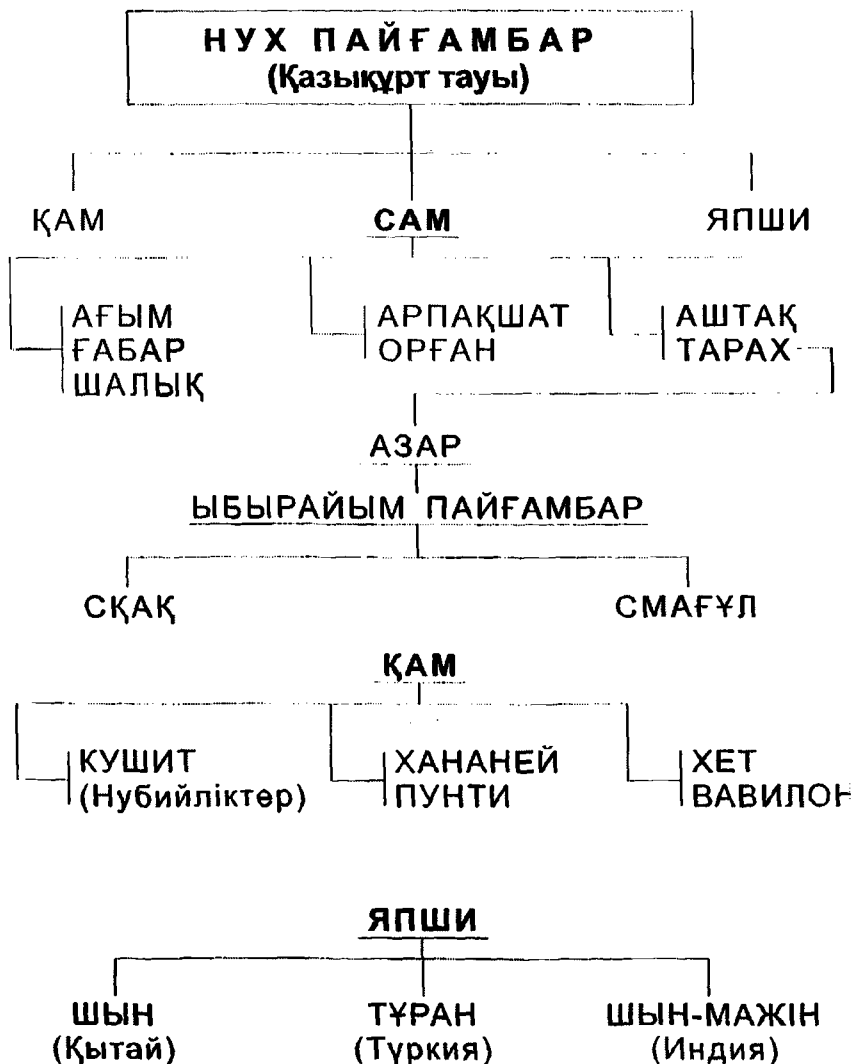 НУХ ПАЙҒАМБАР
(Қазықұрт тауы)
ҚАМ САМ ЯПШИ
АҒЫМ АРПАҚШАТ АШТАҚ
ҒАБАР ОРҒАН ТАРАХ
ШАЛЫҚ
АЗАР
ЫБЫРАЙЫМ ПАЙҒАМБАР
СҚАҚ СМАҒҰЛ
ҚАМ
КУШИТ ХАНАНЕЙ ХЕТ
(Нубийліктер) ПУНТИ ВАВИЛОН
ЯПШИ
ШЫН ТҰРАН ШЫН-МАЖІН
(Қытай) (Түркия) (Индия)